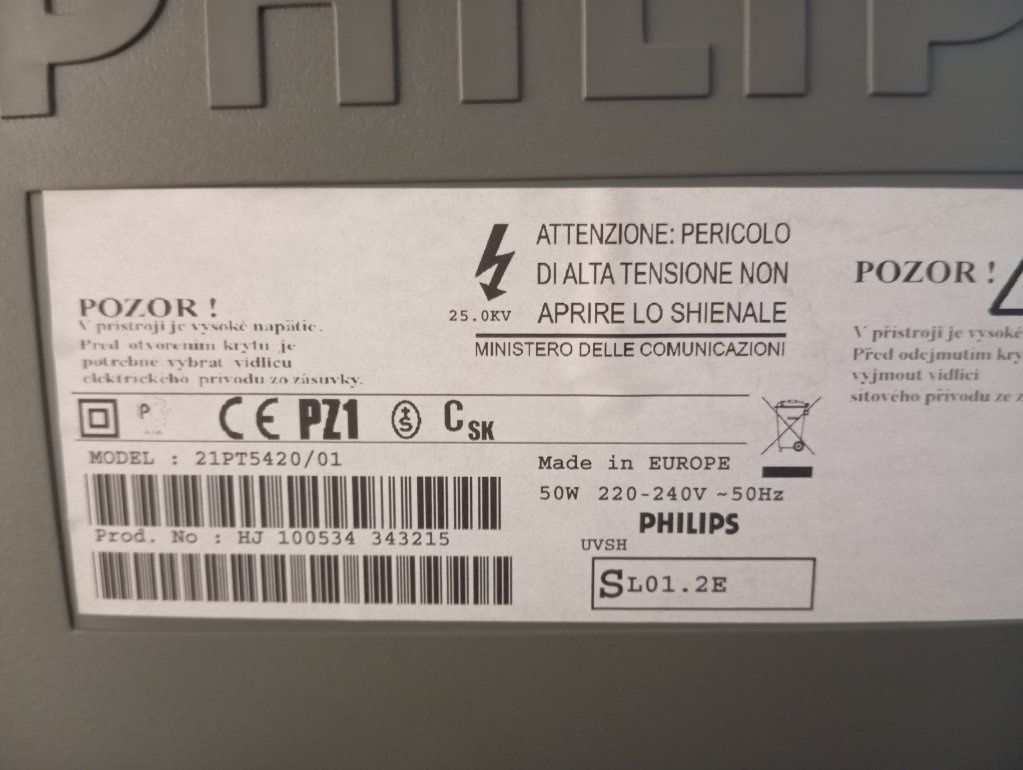 PHILIP
ATTENZIONE: PERICOLO
DI ALTA TENSIONE NON
25.0KV APRIRE LO SHIENALE
MINISTERO DELLE COMUNICAZIONI
POZOR !
V prístroji je vysoké napätie.
Pred otvorením krytu je
potrebne vybrat vidlicu
elektrického prívodu zo zásuvky.
POZOR !
V přístroji je vysoké
Před odejmutím kry
vyjmout vidlici
síťového přívodu ze z
P CE PZ1 S CSK
MODEL : 21PT5420/01
Prod. No : HJ 100534 343215
Made in EUROPE
50W 220-240V ~50Hz
PHILIPS
UVSH
SL01.2E